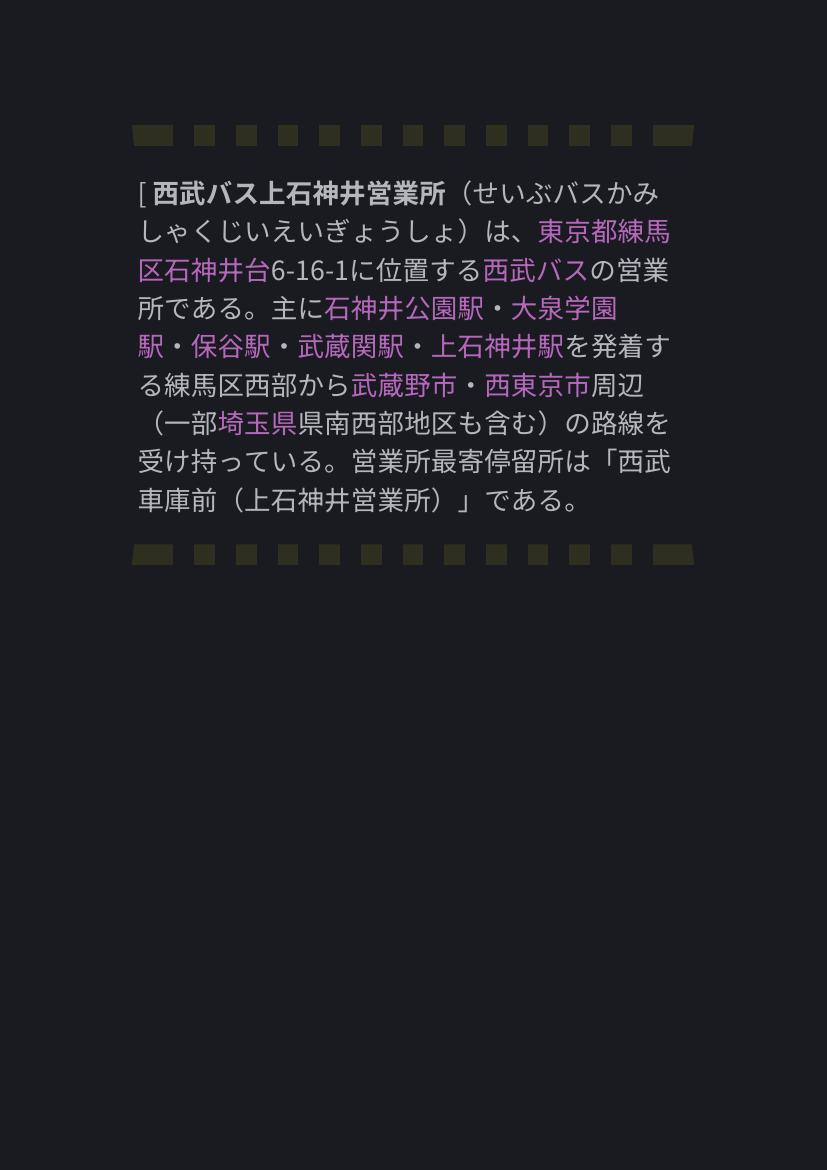 [ 西武バス上石神井営業所（せいぶバスかみ
しゃくじいえいぎょうしょ）は、東京都練馬
区石神井台6-16-1に位置する西武バスの営業
所である。主に石神井公園駅・大泉学園
駅・保谷駅・武蔵関駅・上石神井駅を発着す
る練馬区西部から武蔵野市・西東京市周辺
（一部埼玉県県南西部地区も含む）の路線を
受け持っている。営業所最寄停留所は「西武
車庫前（上石神井営業所）」である。